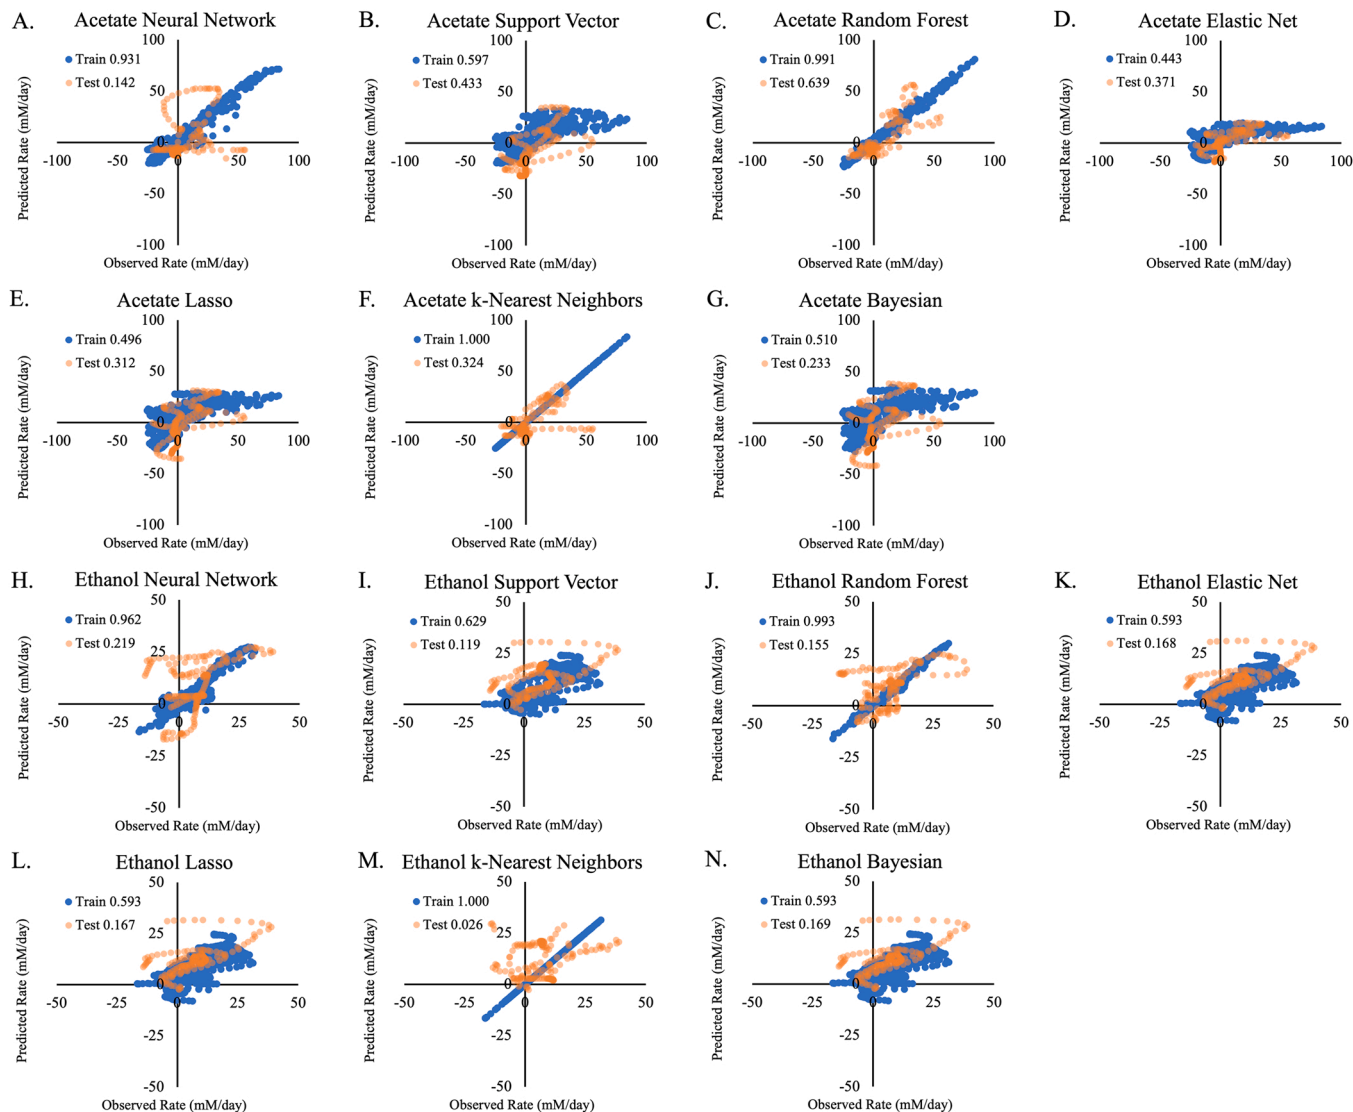 A. Acetate Neural Network
100
Train 0.931
Test 0.142
50
0
-100 -50 0 50 100
-50
-100
Predicted Rate (mM/day)
Observed Rate (mM/day)
B. Acetate Support Vector
100
Train 0.597
Test 0.433
50
0
-100 -50 0 50 100
-50
-100
Predicted Rate (mM/day)
Observed Rate (mM/day)
C. Acetate Random Forest
100
Train 0.991
Test 0.639
50
0
-100 -50 0 50 100
-50
-100
Predicted Rate (mM/day)
Observed Rate (mM/day)
D. Acetate Elastic Net
100
Train 0.443
Test 0.371
50
0
-100 -50 0 50 100
-50
-100
Predicted Rate (mM/day)
Observed Rate (mM/day)
E. Acetate Lasso
100
Train 0.496
Test 0.312
50
0
-100 -50 0 50 100
-50
-100
Predicted Rate (mM/day)
Observed Rate (mM/day)
F. Acetate k-Nearest Neighbors
100
Train 1.000
Test 0.324
50
0
-100 -50 0 50 100
-50
-100
Predicted Rate (mM/day)
Observed Rate (mM/day)
G. Acetate Bayesian
100
Train 0.510
Test 0.233
50
0
-100 -50 0 50 100
-50
-100
Predicted Rate (mM/day)
Observed Rate (mM/day)
H. Ethanol Neural Network
50
Train 0.962
Test 0.219
25
0
-50 -25 0 25 50
-25
-50
Predicted Rate (mM/day)
Observed Rate (mM/day)
I. Ethanol Support Vector
50
Train 0.629
Test 0.119
25
0
-50 -25 0 25 50
-25
-50
Predicted Rate (mM/day)
Observed Rate (mM/day)
J. Ethanol Random Forest
50
Train 0.993
Test 0.155
25
0
-50 -25 0 25 50
-25
-50
Predicted Rate (mM/day)
Observed Rate (mM/day)
K. Ethanol Elastic Net
50
Train 0.593
Test 0.168
25
0
-50 -25 0 25 50
-25
-50
Predicted Rate (mM/day)
Observed Rate (mM/day)
L. Ethanol Lasso
50
Train 0.593
Test 0.167
25
0
-50 -25 0 25 50
-25
-50
Predicted Rate (mM/day)
Observed Rate (mM/day)
M. Ethanol k-Nearest Neighbors
50
Train 1.000
Test 0.026
25
0
-50 -25 0 25 50
-25
-50
Predicted Rate (mM/day)
Observed Rate (mM/day)
N. Ethanol Bayesian
50
Train 0.593
Test 0.169
25
0
-50 -25 0 25 50
-25
-50
Predicted Rate (mM/day)
Observed Rate (mM/day)